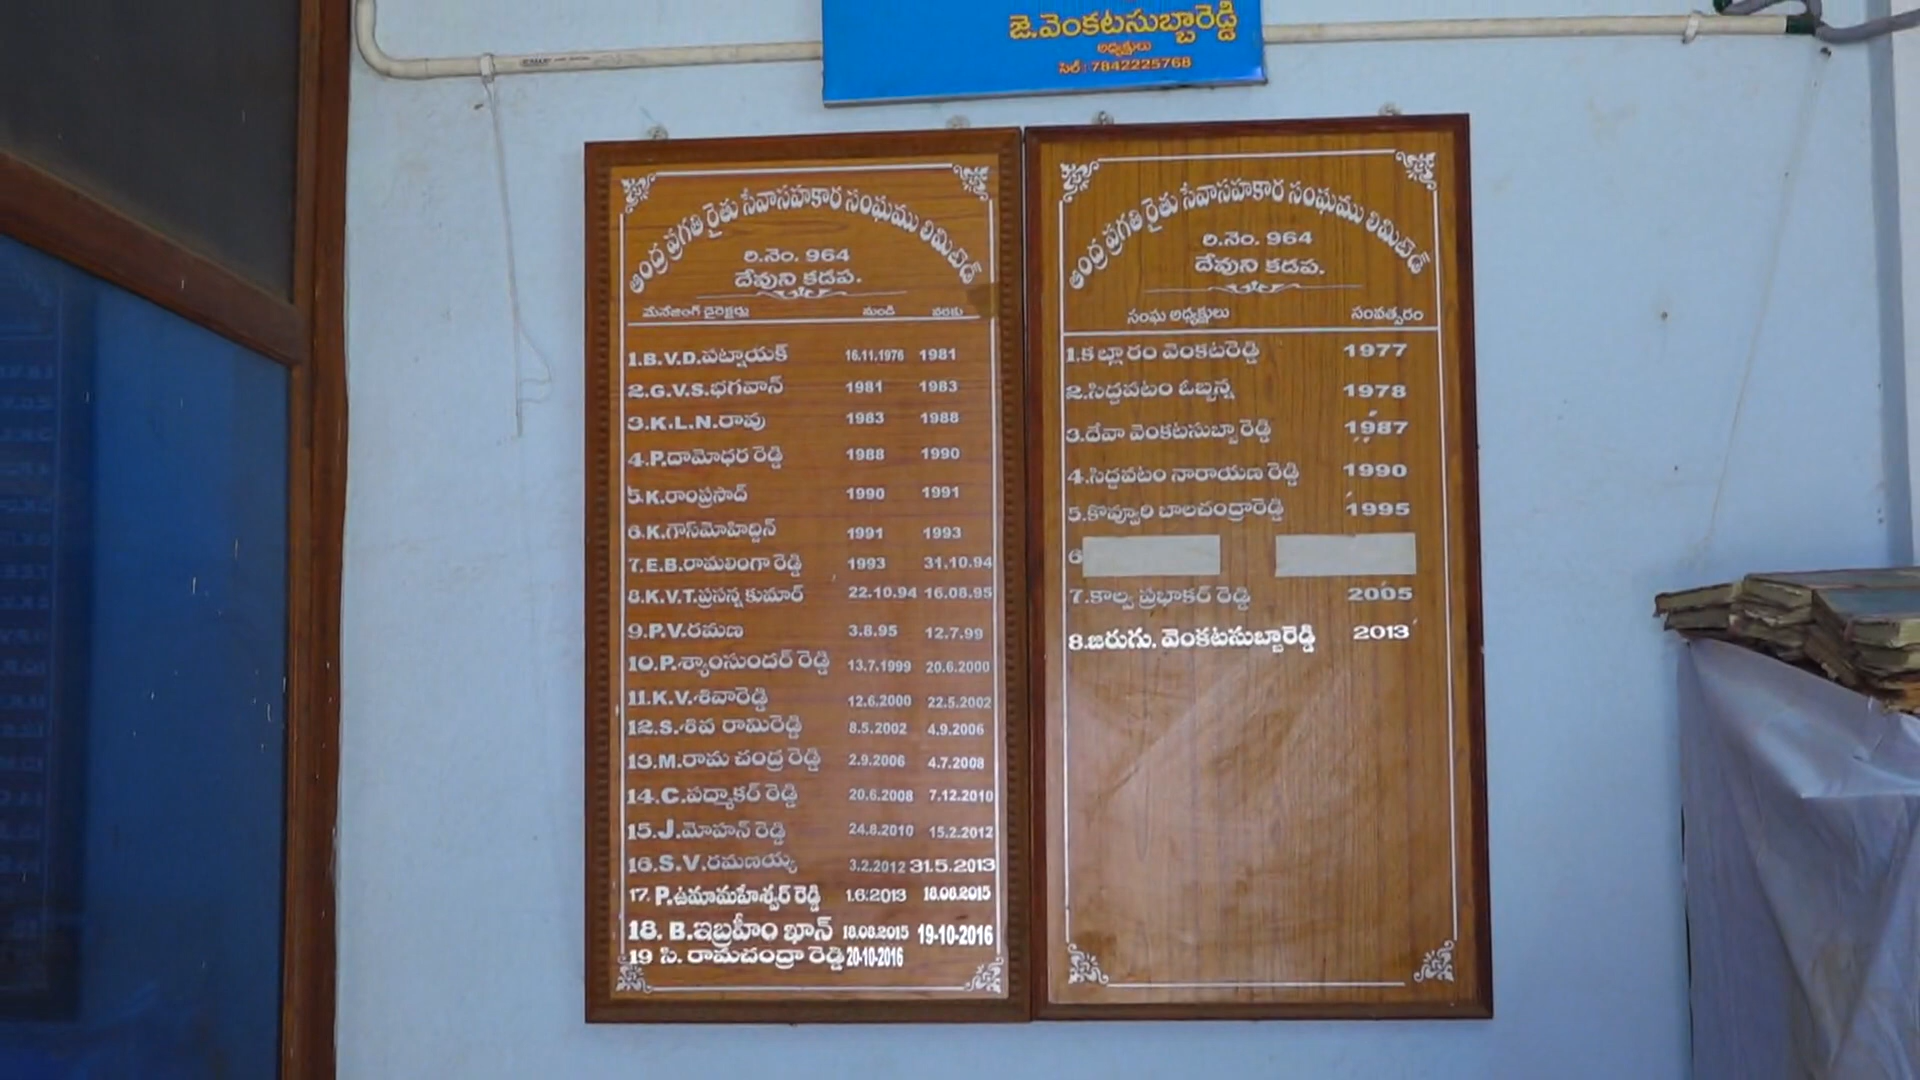 జె.వెంకటసుబ్బారెడ్డి
అధ్యక్షులు
సెల్ : 7842225768
ఆంధ్ర ప్రగతి రైతు సేవాసహకార సంఘము లిమిటెడ్
రి.నెం. 964
దేవుని కడప.
మేనేజింగ్ డైరెక్టర్లు నుండి వరకు
1.B.V.D.పట్నాయక్ 16.11.1976 1981
2.G.V.S.భగవాన్ 1981 1983
3.K.L.N.రావు 1983 1988
4.P.దామోధర రెడ్డి 1988 1990
5.K.రాంప్రసాద్ 1990 1991
6.K.గౌస్‌మోహిద్దిన్ 1991 1993
7.E.B.రామలింగా రెడ్డి 1993 31.10.94
8.K.V.T.ప్రసన్న కుమార్ 22.10.94 16.08.95
9.P.V.రమణ 3.8.95 12.7.99
10.P.శ్యాంసుందర్ రెడ్డి 13.7.1999 20.6.2000
11.K.V.శివారెడ్డి 12.6.2000 22.5.2002
12.S.శివ రామిరెడ్డి 8.5.2002 4.9.2006
13.M.రామ చంద్ర రెడ్డి 2.9.2006 4.7.2008
14.C.పద్మాకర్ రెడ్డి 20.6.2008 7.12.2010
15.J.మోహన్ రెడ్డి 24.8.2010 15.2.2012
16.S.V.రమణయ్య 3.2.2012 31.5.2013
17. P.ఉమామహేశ్వర్ రెడ్డి 1.6.2013 18.08.2015
18. B.ఇబ్రహీం ఖాన్ 18.08.2015 19-10-2016
19 సి. రామచంద్రా రెడ్డి 20-10-2016
ఆంధ్ర ప్రగతి రైతు సేవాసహకార సంఘము లిమిటెడ్
రి.నెం. 964
దేవుని కడప.
సంఘ అధ్యక్షులు సంవత్సరం
1.కల్లూరం వెంకటరెడ్డి 1977
2.సిద్దవటం ఓబన్న 1978
3.దేవా వెంకటసుబ్బా రెడ్డి 1987
4.సిద్దవటం నారాయణ రెడ్డి 1990
5.కొవ్వూరి బాలచంద్రారెడ్డి 1995
6
7.కాల్వ ప్రభాకర్ రెడ్డి 2005
8.జరుగు. వెంకటసుబ్బారెడ్డి 2013